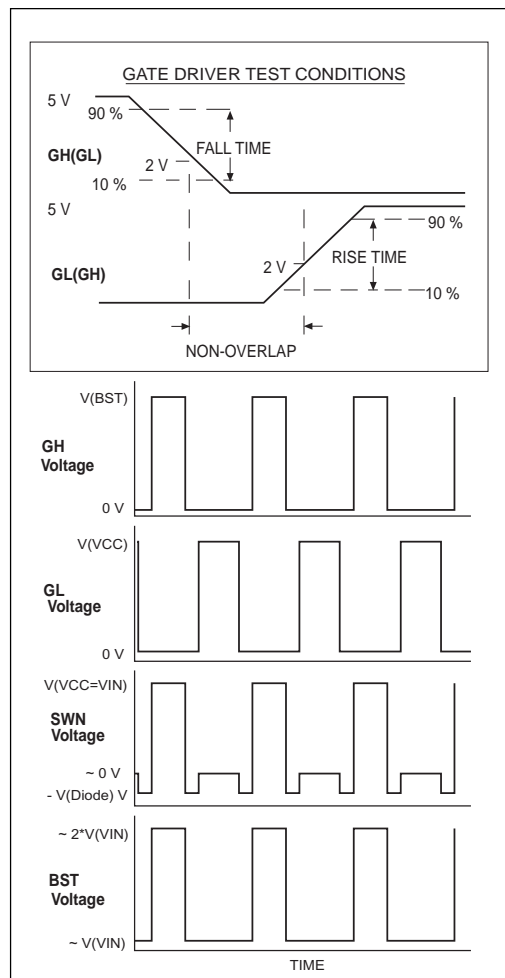 GATE DRIVER TEST CONDITIONS
5 V
90 %
FALL TIME
GH(GL)
2 V
10 %
5 V
90 %
2 V
RISE TIME
GL(GH)
10 %
NON-OVERLAP
V(BST)
GH
Voltage
0 V
V(VCC)
GL
Voltage
0 V
V(VCC=VIN)
SWN
Voltage
~ 0 V
- V(Diode) V
~ 2*V(VIN)
BST
Voltage
~ V(VIN)
TIME